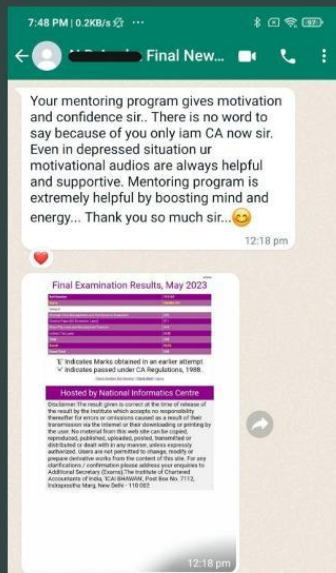 7:48 PM | 0.2KB/s
97
Final New...
Your mentoring program gives motivation
and confidence sir.. There is no word to
say because of you only iam CA now sir.
Even in depressed situation ur
motivational audios are always helpful
and supportive. Mentoring program is
extremely helpful by boosting mind and
energy... Thank you so much sir...😊
12:18 pm
Final Examination Results, May 2023
Indicates Marks obtained in an earlier attempt.
Indicates passed under CA Regulations, 1988.
Hosted by National Informatics Centre
Disclaimer: The result given is correct at the time of release of
the result by the Institute which accepts no responsibility
thereafter for errors or omissions caused as a result of their
transmission via the internet or their downloading or printing by
the user. No material from this web site can be copied,
reproduced, published, uploaded, posted, transmitted or
distributed or dealt with in any manner, unless expressly
authorized. Users are not permitted to change, modify or
prepare derivative works from the content of this site. For any
clarifications / confirmation please address your enquiries to
Additional Secretary (Exams),The Institute of Chartered
Accountants of India, 'ICAI BHAWAN', Post Box No. 7112,
Indraprastha Marg, New Delhi - 110 002
12:18 pm